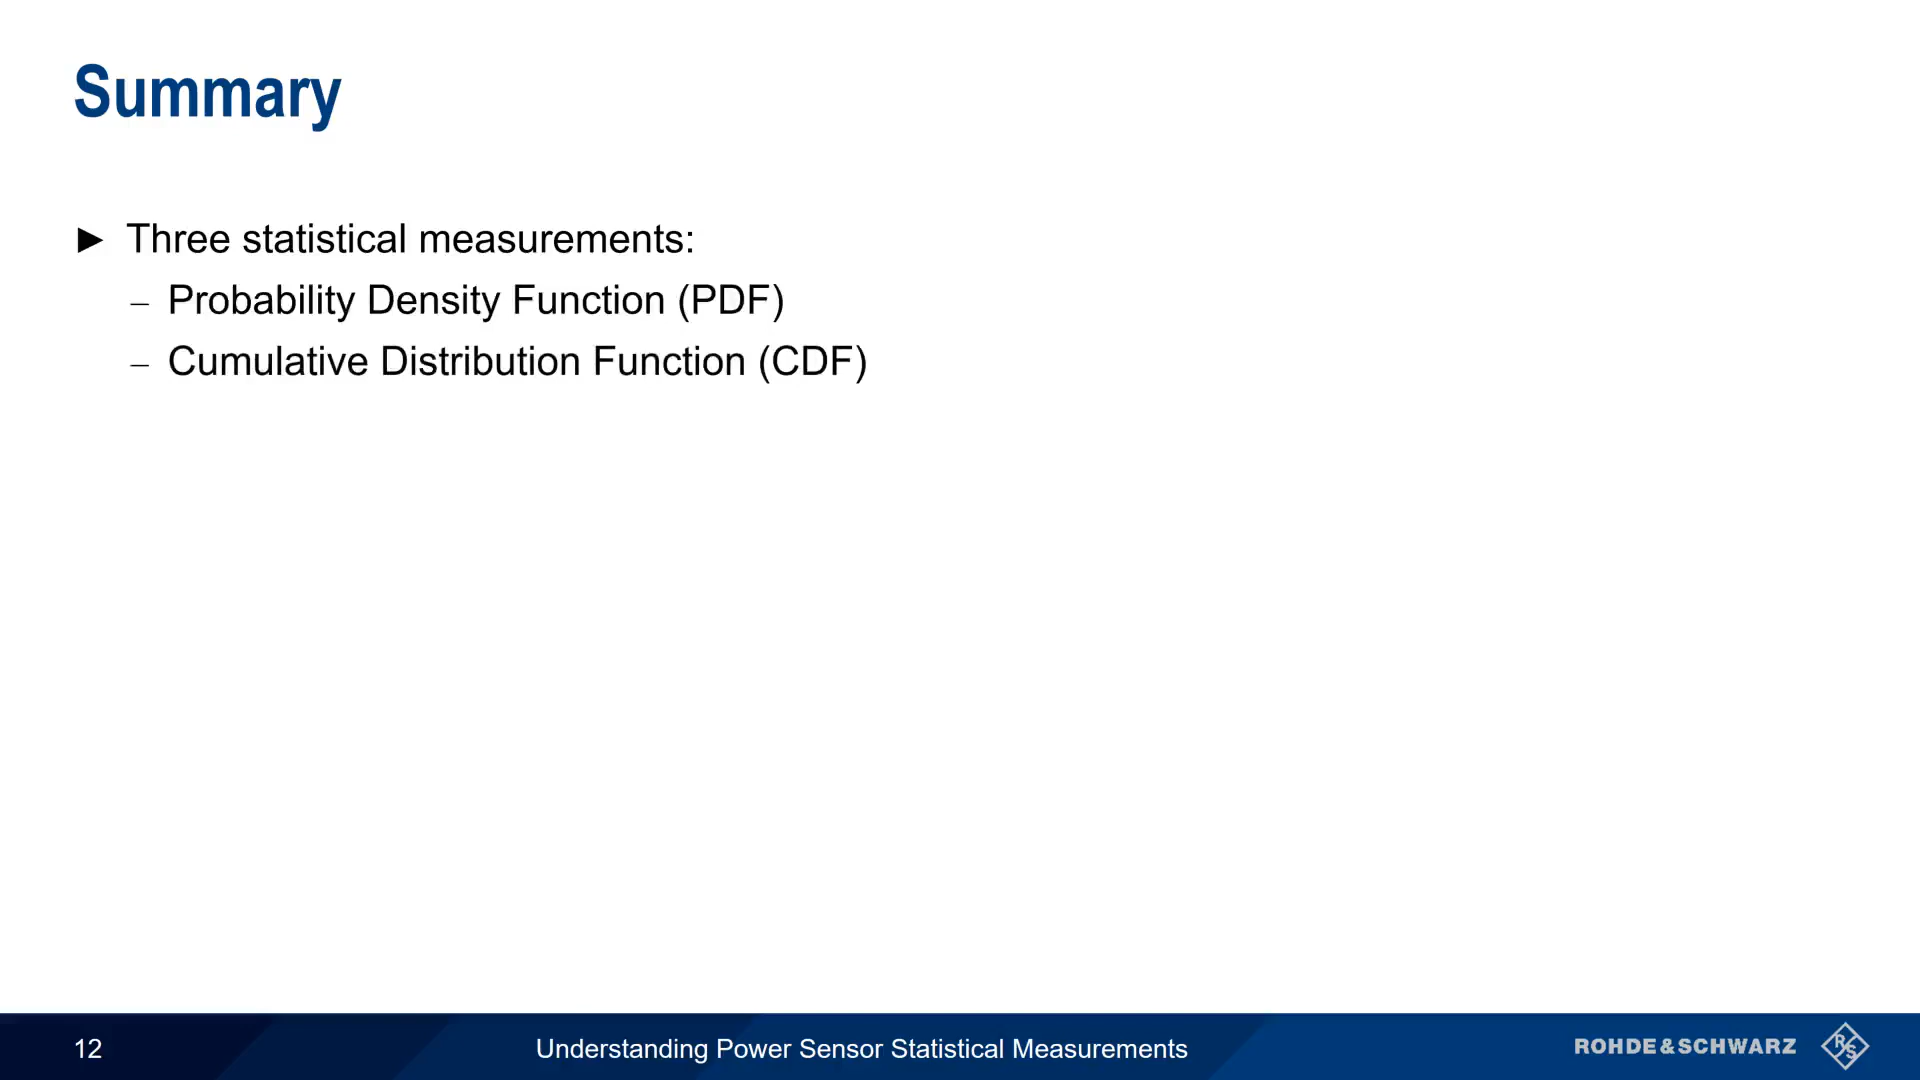 Summary
► Three statistical measurements:
– Probability Density Function (PDF)
– Cumulative Distribution Function (CDF)
12
Understanding Power Sensor Statistical Measurements
ROHDE&SCHWARZ
R&S